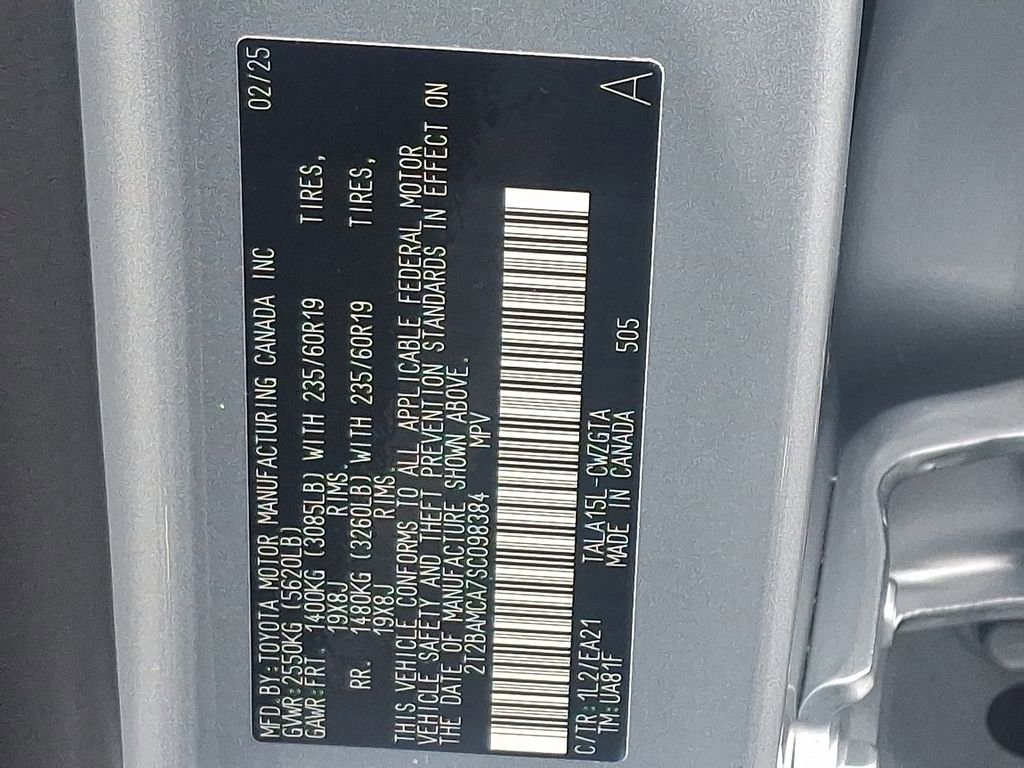 MFD.BY:TOYOTA MOTOR MANUFACTURING CANADA INC 02/25
GVWR:2550KG (5620LB)
GAWR:FRT. 1400KG (3085LB) WITH 235/60R19 TIRES,
19X8J RIMS.
RR. 1480KG (3260LB) WITH 235/60R19 TIRES,
19X8J RIMS
THIS VEHICLE CONFORMS TO ALL APPLICABLE FEDERAL MOTOR
VEHICLE SAFETY AND THEFT PREVENTION STANDARDS IN EFFECT ON
THE DATE OF MANUFACTURE SHOWN ABOVE.
2T2BAMCA7SC098384 MPV
C/TR:1L2/EA21 TALA15L-CWZGTA 505 A
TM:UA81F MADE IN CANADA